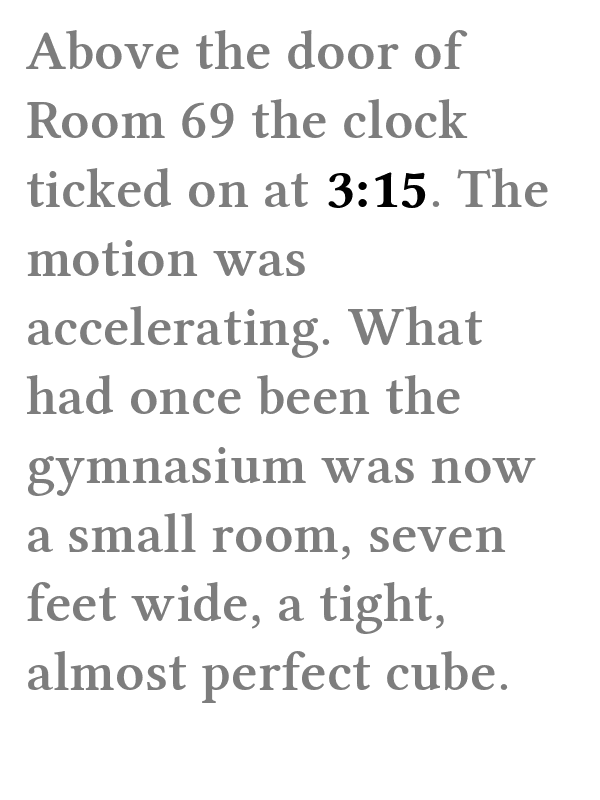 Above the door of
Room 69 the clock
ticked on at 3:15. The
motion was
accelerating. What
had once been the
gymnasium was now
a small room, seven
feet wide, a tight,
almost perfect cube.